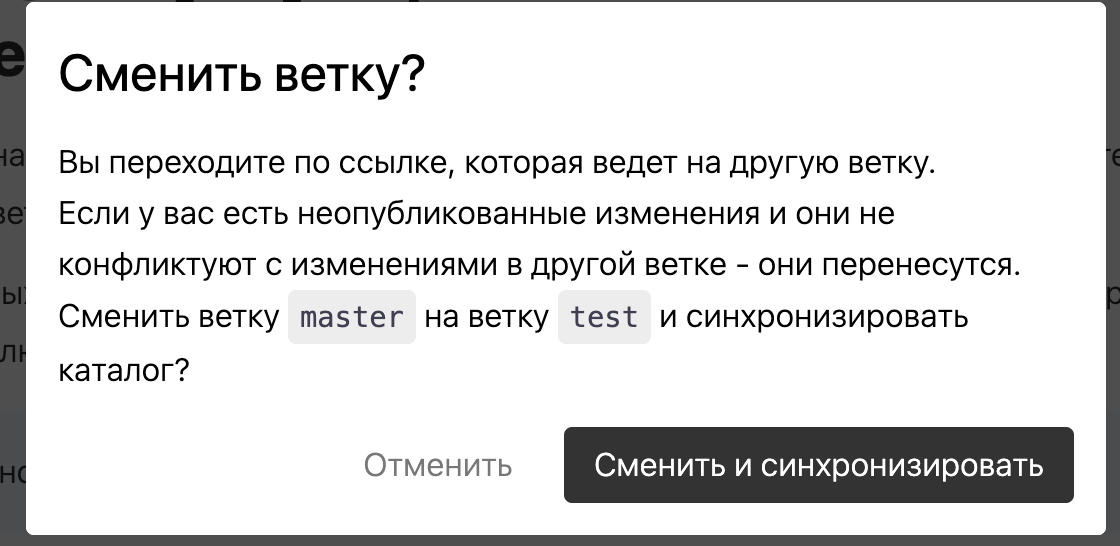 Сменить ветку?
Вы переходите по ссылке, которая ведет на другую ветку.
Если у вас есть неопубликованные изменения и они не
конфликтуют с изменениями в другой ветке - они перенесутся.
Сменить ветку master на ветку test и синхронизировать
каталог?
Отменить Сменить и синхронизировать